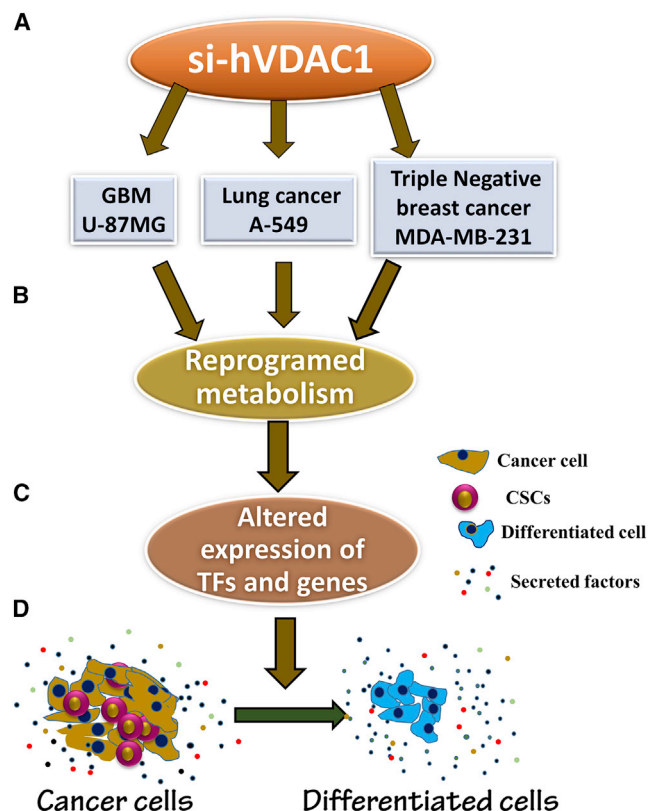 A
si-hVDAC1
GBM
U-87MG
Lung cancer
A-549
Triple Negative
breast cancer
MDA-MB-231
B
Reprogramed
metabolism
C
Altered
expression of
TFs and genes
Cancer cell
CSCs
Differentiated cell
Secreted factors
D
Cancer cells
Differentiated cells